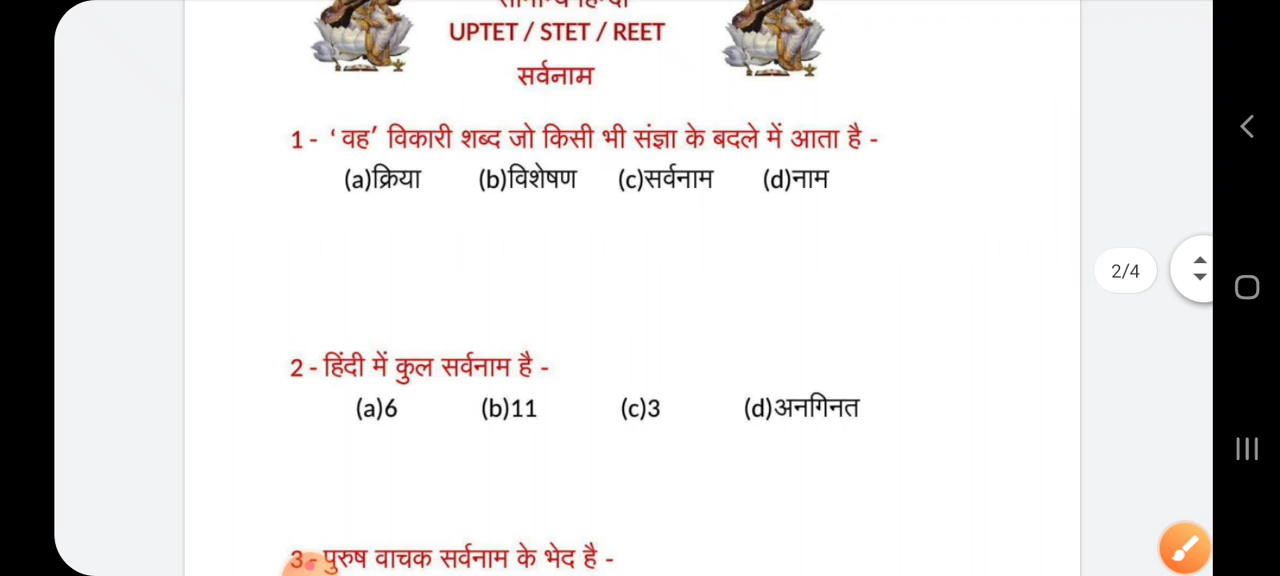 सामान्य हिन्दी
UPTET / STET / REET
सर्वनाम
1 - ‘ वह’ विकारी शब्द जो किसी भी संज्ञा के बदले में आता है -
(a)क्रिया (b)विशेषण (c)सर्वनाम (d)नाम
2/4
2 - हिंदी में कुल सर्वनाम है -
(a)6 (b)11 (c)3 (d)अनगिनत
3 - पुरुष वाचक सर्वनाम के भेद है -